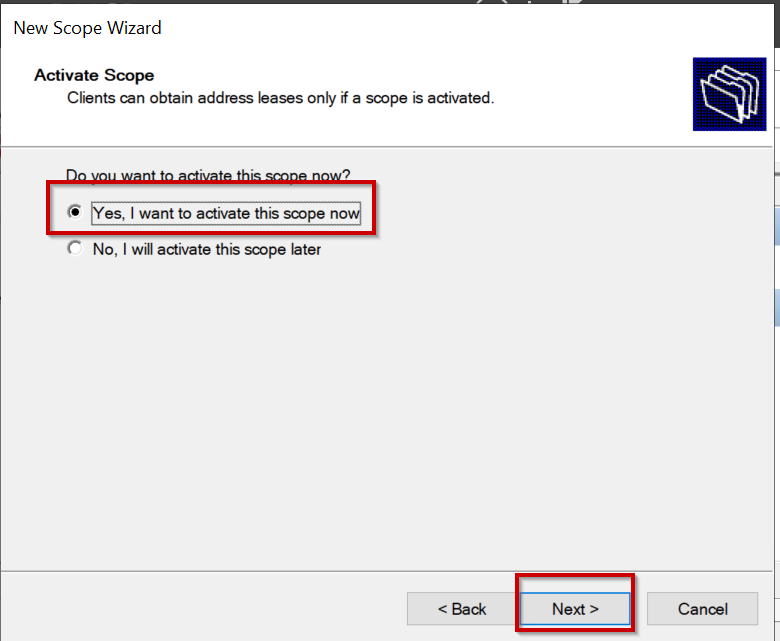 New Scope Wizard
Activate Scope
Clients can obtain address leases only if a scope is activated.
Do you want to activate this scope now?
Yes, I want to activate this scope now
No, I will activate this scope later
< Back
Next >
Cancel